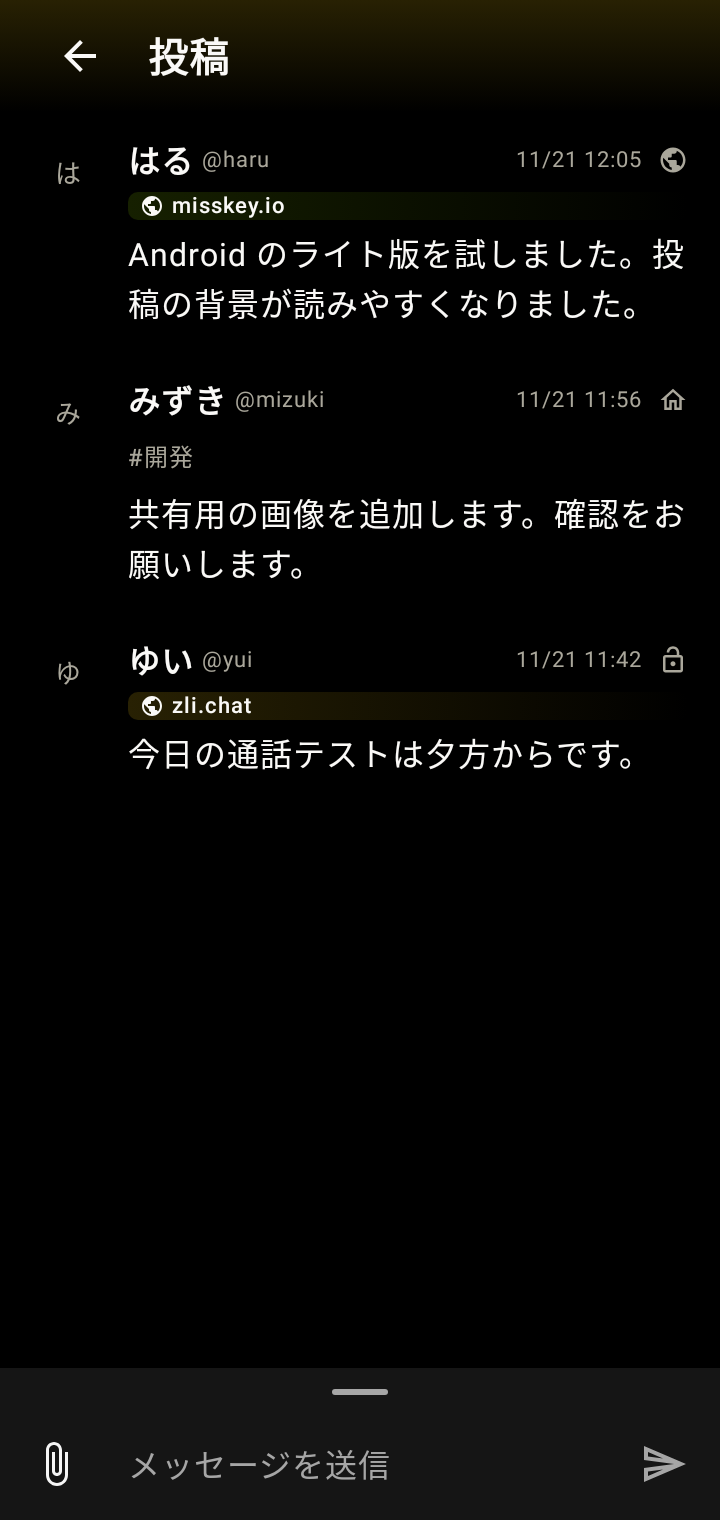 投稿
は
はる @haru 11/21 12:05
misskey.io
Android のライト版を試しました。投
稿の背景が読みやすくなりました。
み
みずき @mizuki 11/21 11:56
#開発
共有用の画像を追加します。確認をお
願いします。
ゆ
ゆい @yui 11/21 11:42
zli.chat
今日の通話テストは夕方からです。
メッセージを送信